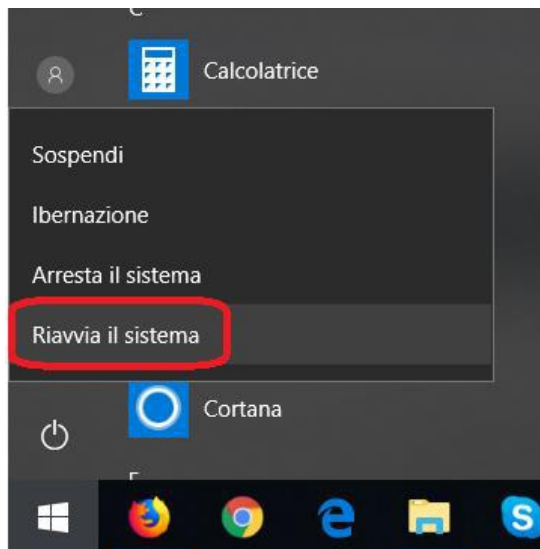 Calcolatrice
Sospendi
Ibernazione
Arresta il sistema
Riavvia il sistema
Cortana